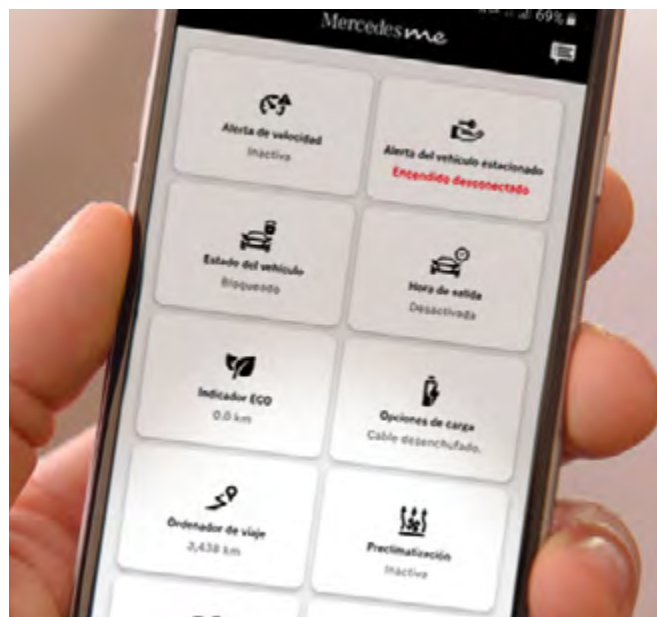 69%
Mercedes me
Alerta de velocidad
Inactiva
Alerta del vehículo estacionado
Encendido desconectado
Estado del vehículo
Bloqueado
Hora de salida
Desactivada
Indicador ECO
0.0 km
Opciones de carga
Cable desenchufado.
Ordenador de viaje
3,438 km
Preclimatización
Inactiva